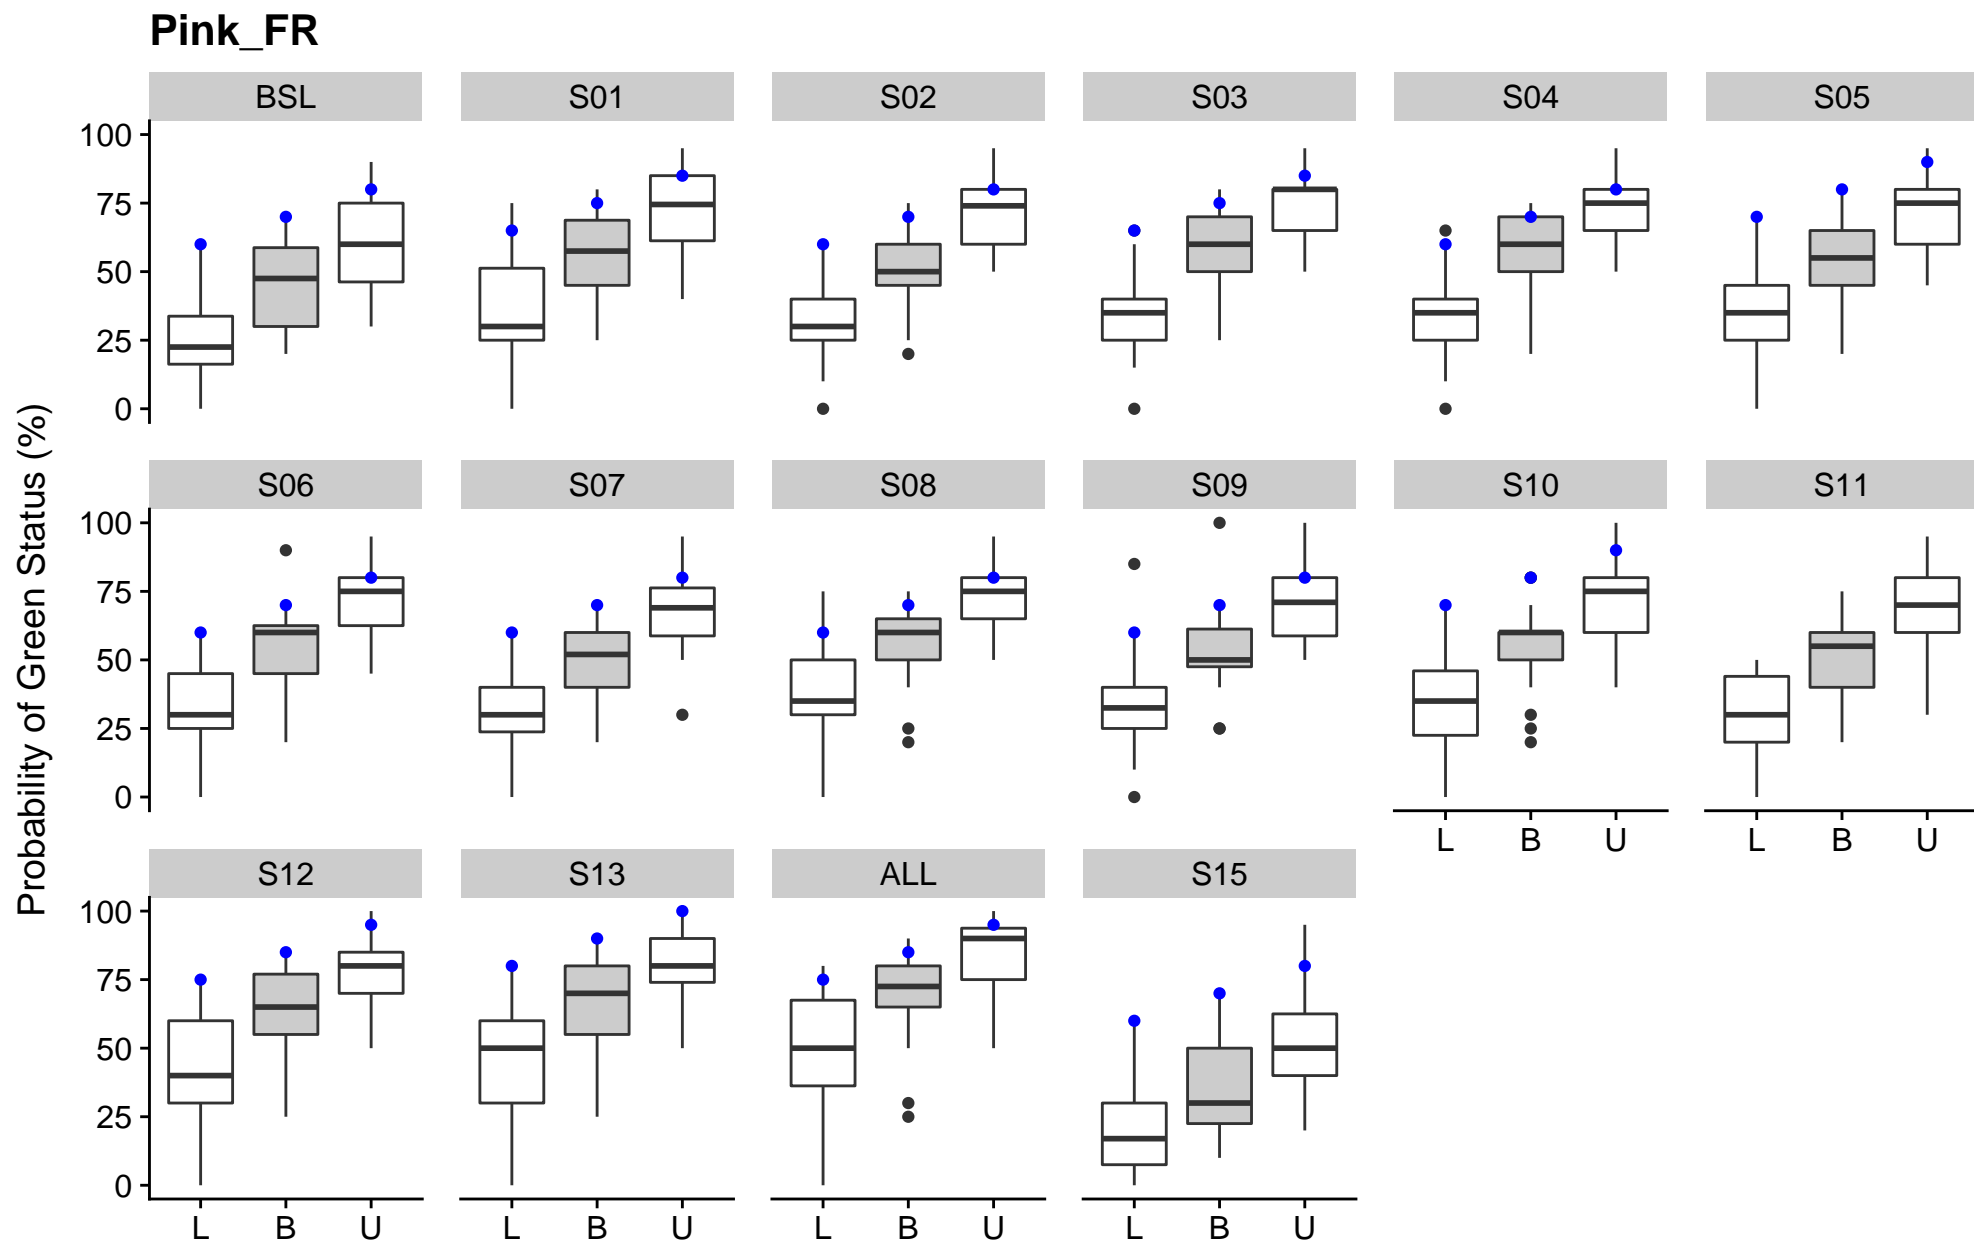 Pink_FR
BSL S01 S02 S03 S04 S05
100
75
50
25
0
S06 S07 S08 S09 S10 S11
100
75
50
25
0
L B U L B U
S12 S13 ALL S15
100
75
50
25
0
L B U L B U L B U L B U
Probability of Green Status (%)